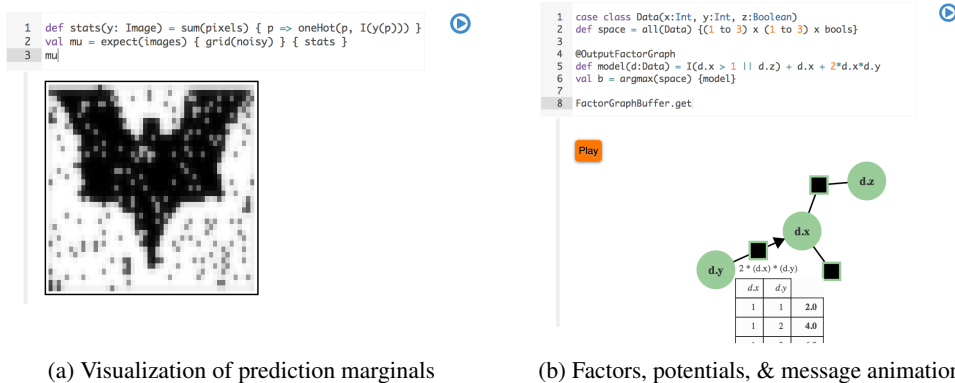 1 def stats(y: Image) = sum(pixels) { p => oneHot(p, I(y(p))) }
2 val mu = expect(images) { grid(noisy) } { stats }
3 mu
(a) Visualization of prediction marginals
1 case class Data(x:Int, y:Int, z:Boolean)
2 def space = all(Data) {(1 to 3) x (1 to 3) x bools}
3
4 @OutputFactorGraph
5 def model(d:Data) = I(d.x > 1 || d.z) + d.x + 2*d.x*d.y
6 val b = argmax(space) {model}
7
8 FactorGraphBuffer.get
Play
d.z
d.x
d.y
2 * (d.x) * (d.y)
d.x d.y
1 1 2.0
1 2 4.0
(b) Factors, potentials, & message animation